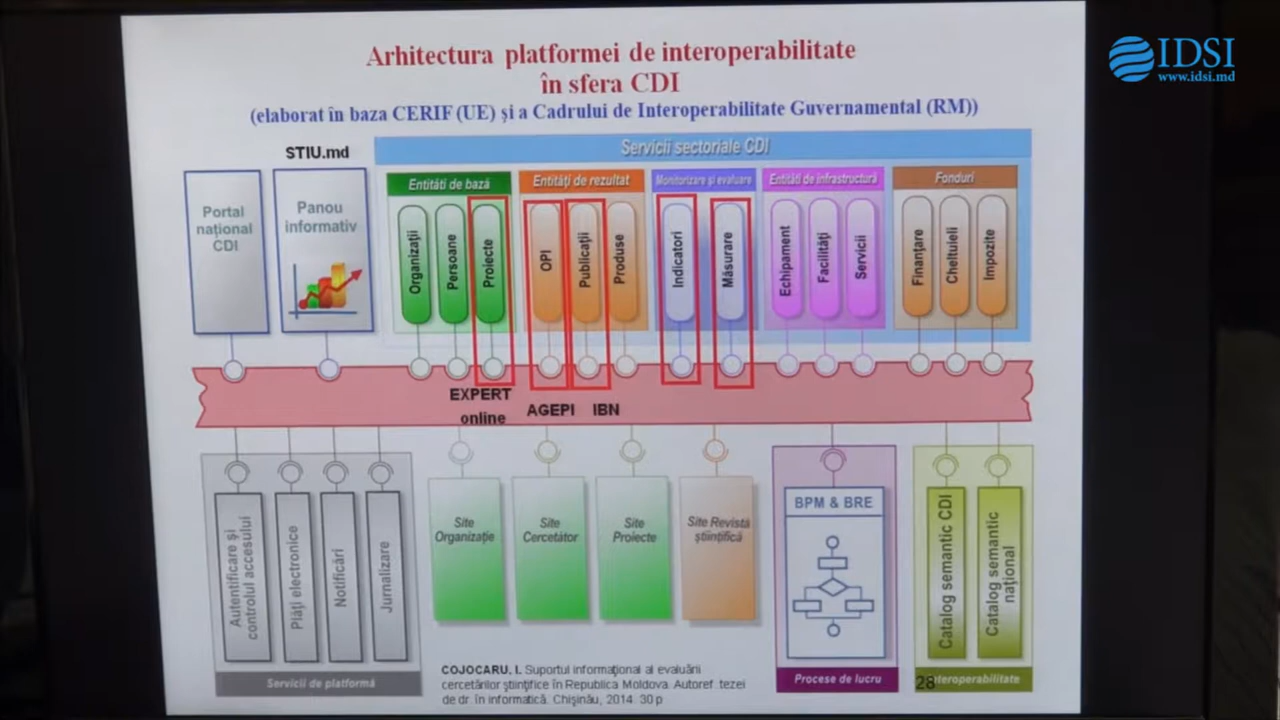 Arhitectura platformei de interoperabilitate
în sfera CDI
(elaborat în baza CERIF (UE) și a Cadrului de Interoperabilitate Guvernamental (RM))
IDSI
www.idsi.md
STIU.md
Servicii sectoriale CDI
Portal
național
CDI
Panou
informativ
Entități de bază
Organizații
Persoane
Proiecte
Entități de rezultat
OPI
Publicații
Produse
Monitorizare și evaluare
Indicatori
Măsurare
Entități de infrastructură
Echipament
Facilități
Servicii
Fonduri
Finanțare
Cheltuieli
Impozite
EXPERT
online
AGEPI
IBN
Autentificare și
controlul accesului
Plăți electronice
Notificări
Jurnalizare
Servicii de platformă
Site
Organizație
Site
Cercetător
Site
Proiecte
Site Revistă
științifică
BPM & BRE
Procese de lucru
Catalog semantic CDI
Catalog semantic
național
28
nteroperabilitate
COJOCARU, I. Suportul informațional al evaluării
cercetărilor științifice în Republica Moldova. Autoref. tezei
de dr. în informatică. Chișinău, 2014. 30 p